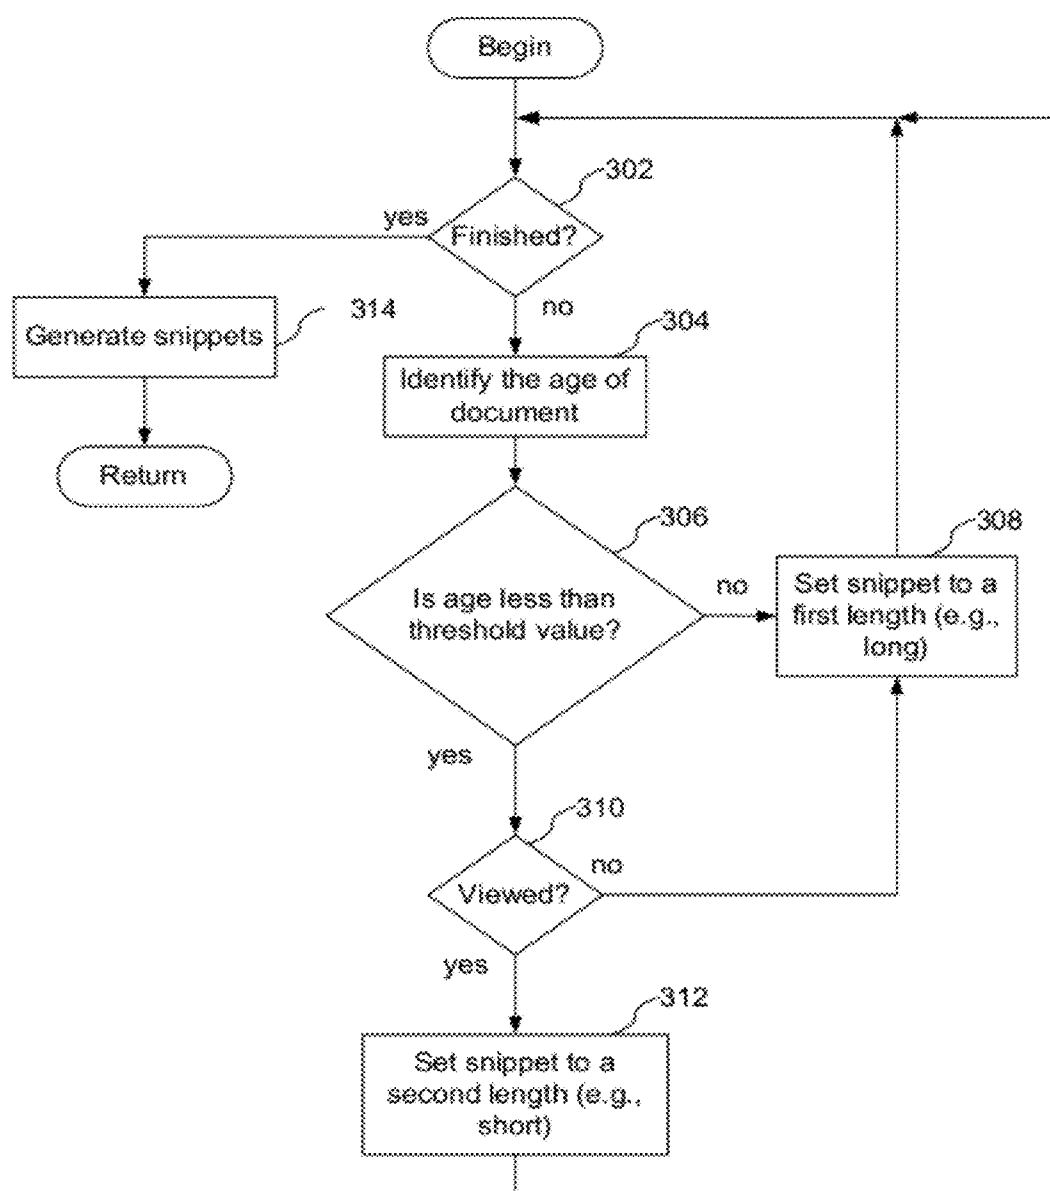 Begin
302
yes
Finished?
no
314
Generate snippets
304
Identify the age of
document
Return
306
308
no
Is age less than
threshold value?
Set snippet to a
first length (e.g.,
long)
yes
310
no
Viewed?
yes
312
Set snippet to a
second length (e.g.,
short)